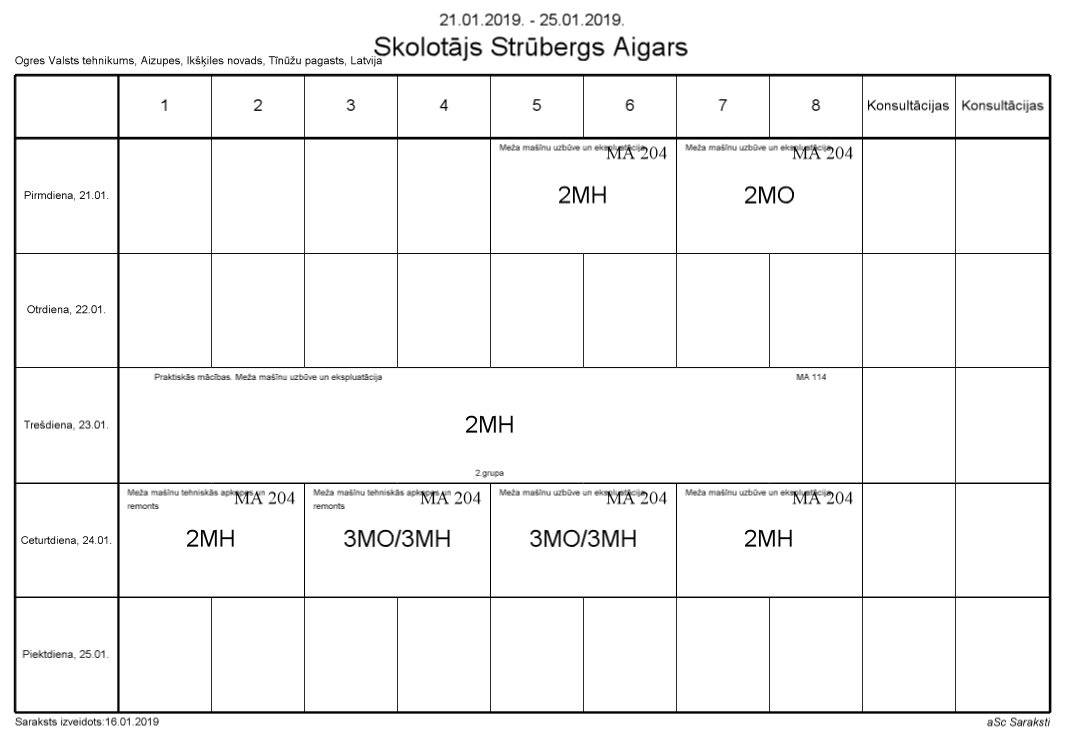 21.01.2019. - 25.01.2019.
Skolotājs Strūbergs Aigars
Ogres Valsts tehnikums, Aizupes, Ikšķiles novads, Tīnūžu pagasts, Latvija
1 2 3 4 5 6 7 8 Konsultācijas Konsultācijas
Meža mašīnu uzbūve un ekspluatācija MA 204 Meža mašīnu uzbūve un ekspluatācija MA 204
Pirmdiena, 21.01. 2MH 2MO
Otrdiena, 22.01.
Praktiskās mācības. Meža mašīnu uzbūve un ekspluatācija MA 114
Trešdiena, 23.01. 2MH
2.grupa
Meža mašīnu tehniskās apkopes un MA 204 Meža mašīnu tehniskās apkopes un MA 204 Meža mašīnu uzbūve un ekspluatācija MA 204 Meža mašīnu uzbūve un ekspluatācija MA 204
remonts remonts
Ceturtdiena, 24.01. 2MH 3MO/3MH 3MO/3MH 2MH
Piektdiena, 25.01.
Saraksts izveidots:16.01.2019 aSc Saraksti